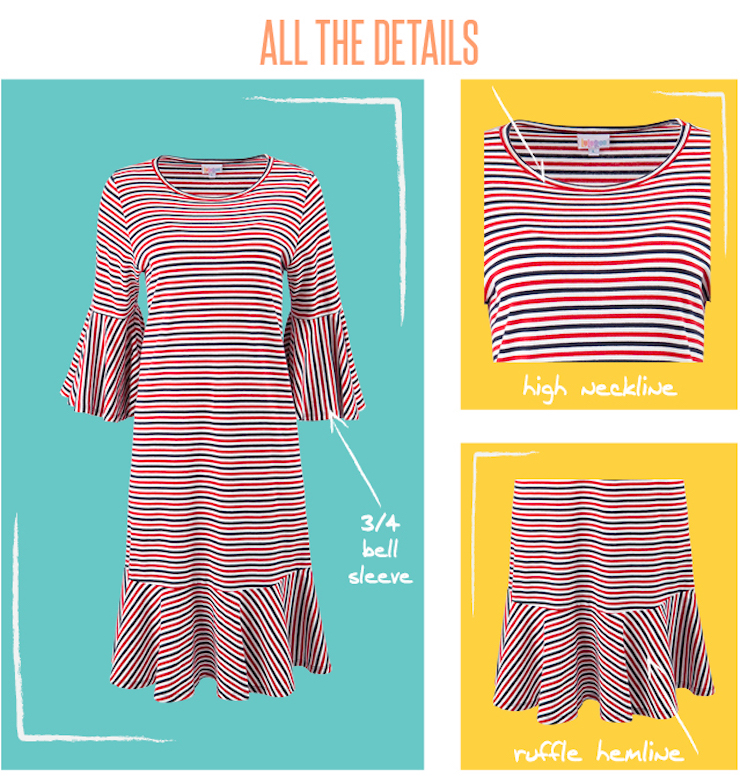 ALL THE DETAILS
high neckline
3/4
bell
sleeve
ruffle hemline